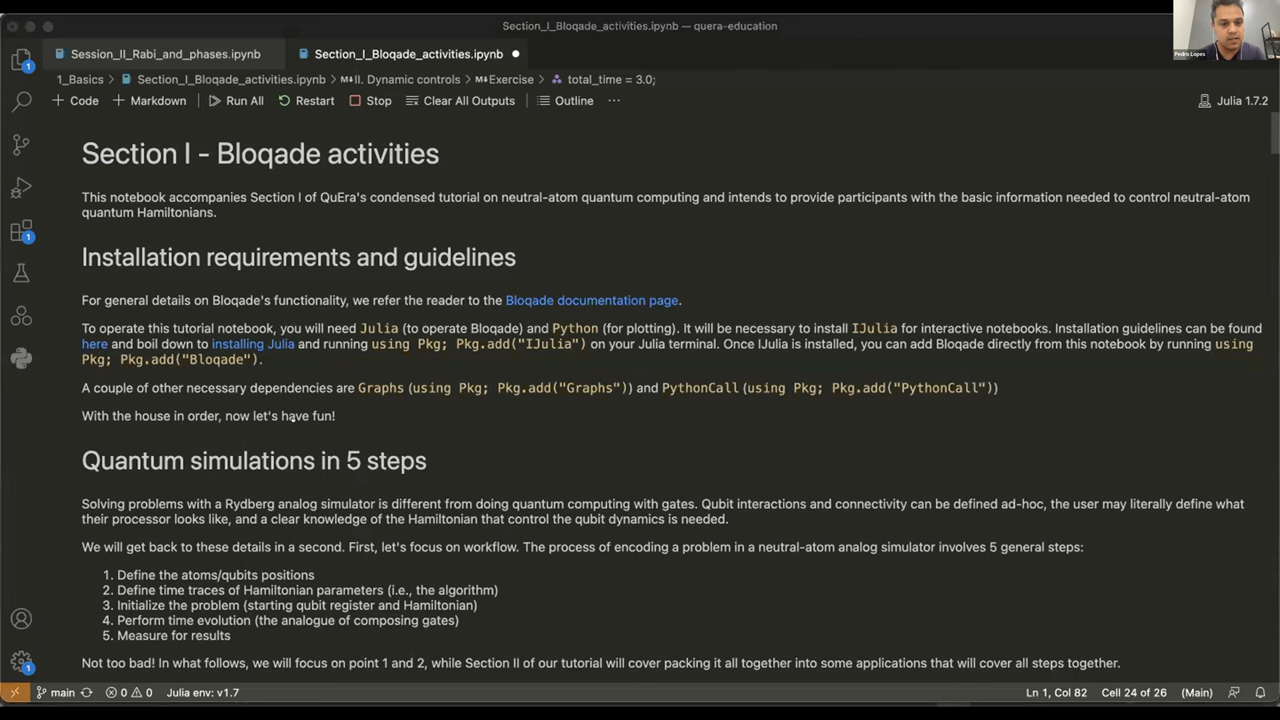 Section_I_Bloqade_activities.ipynb — quera-education
Pedro Lopes
Session_II_Rabi_and_phases.ipynb
Section_I_Bloqade_activities.ipynb
1_Basics > Section_I_Bloqade_activities.ipynb > II. Dynamic controls > Exercise > total_time = 3.0;
+ Code + Markdown Run All Restart Stop Clear All Outputs Outline ... Julia 1.7.2
Section I - Bloqade activities
This notebook accompanies Section I of QuEra's condensed tutorial on neutral-atom quantum computing and intends to provide participants with the basic information needed to control neutral-atom
quantum Hamiltonians.
Installation requirements and guidelines
For general details on Bloqade's functionality, we refer the reader to the Bloqade documentation page.
To operate this tutorial notebook, you will need Julia (to operate Bloqade) and Python (for plotting). It will be necessary to install IJulia for interactive notebooks. Installation guidelines can be found
here and boil down to installing Julia and running using Pkg; Pkg.add("IJulia") on your Julia terminal. Once IJulia is installed, you can add Bloqade directly from this notebook by running using
Pkg; Pkg.add("Bloqade").
A couple of other necessary dependencies are Graphs (using Pkg; Pkg.add("Graphs")) and PythonCall (using Pkg; Pkg.add("PythonCall"))
With the house in order, now let's have fun!
Quantum simulations in 5 steps
Solving problems with a Rydberg analog simulator is different from doing quantum computing with gates. Qubit interactions and connectivity can be defined ad-hoc, the user may literally define what
their processor looks like, and a clear knowledge of the Hamiltonian that control the qubit dynamics is needed.
We will get back to these details in a second. First, let's focus on workflow. The process of encoding a problem in a neutral-atom analog simulator involves 5 general steps:
1. Define the atoms/qubits positions
2. Define time traces of Hamiltonian parameters (i.e., the algorithm)
3. Initialize the problem (starting qubit register and Hamiltonian)
4. Perform time evolution (the analogue of composing gates)
5. Measure for results
Not too bad! In what follows, we will focus on point 1 and 2, while Section II of our tutorial will cover packing it all together into some applications that will cover all steps together.
1
1
1
main 0 0 Julia env: v1.7 Ln 1, Col 82 Cell 24 of 26 (Main)